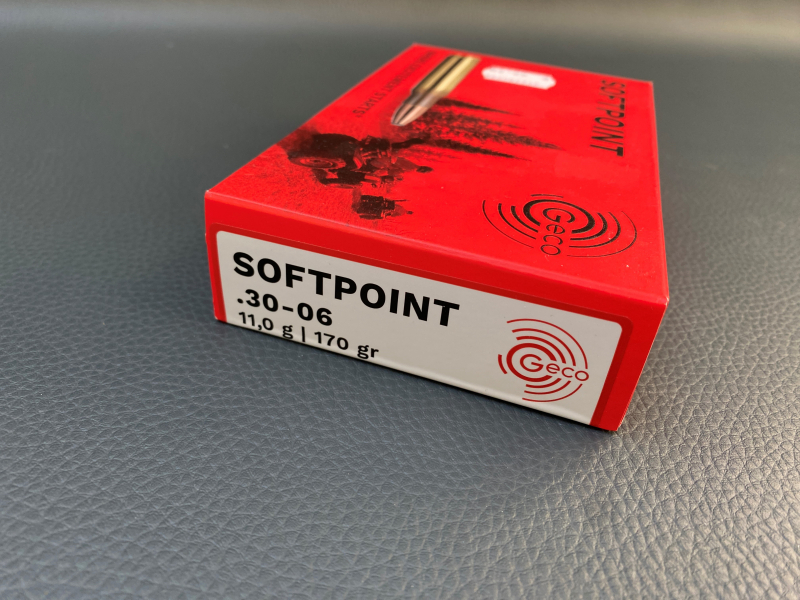 SOFTPOINT
Geco
SOFTPOINT
.30-06
11,0 g | 170 gr
Geco